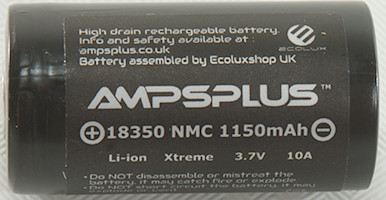 High drain rechargeable battery.
Info and safety available at :
ampsplus.co.uk
Battery assembled by Ecoluxshop UK
ECOLUX
AMPSPLUS™
+ 18350 NMC 1150mAh -
Li-ion Xtreme 3.7V 10A
- Do NOT disassemble or mistreat the
battery, it may catch fire or explode.
- Do NOT short circuit the battery, it may